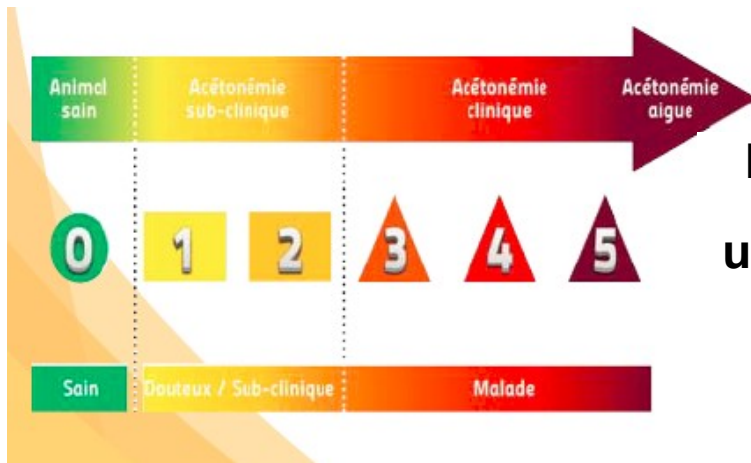 Animal
sain
Acétonémie
sub-clinique
Acétonémie
clinique
Acétonémie
aigue
0 1 2 3 4 5
u
Sain
Douteux / Sub-clinique
Malade